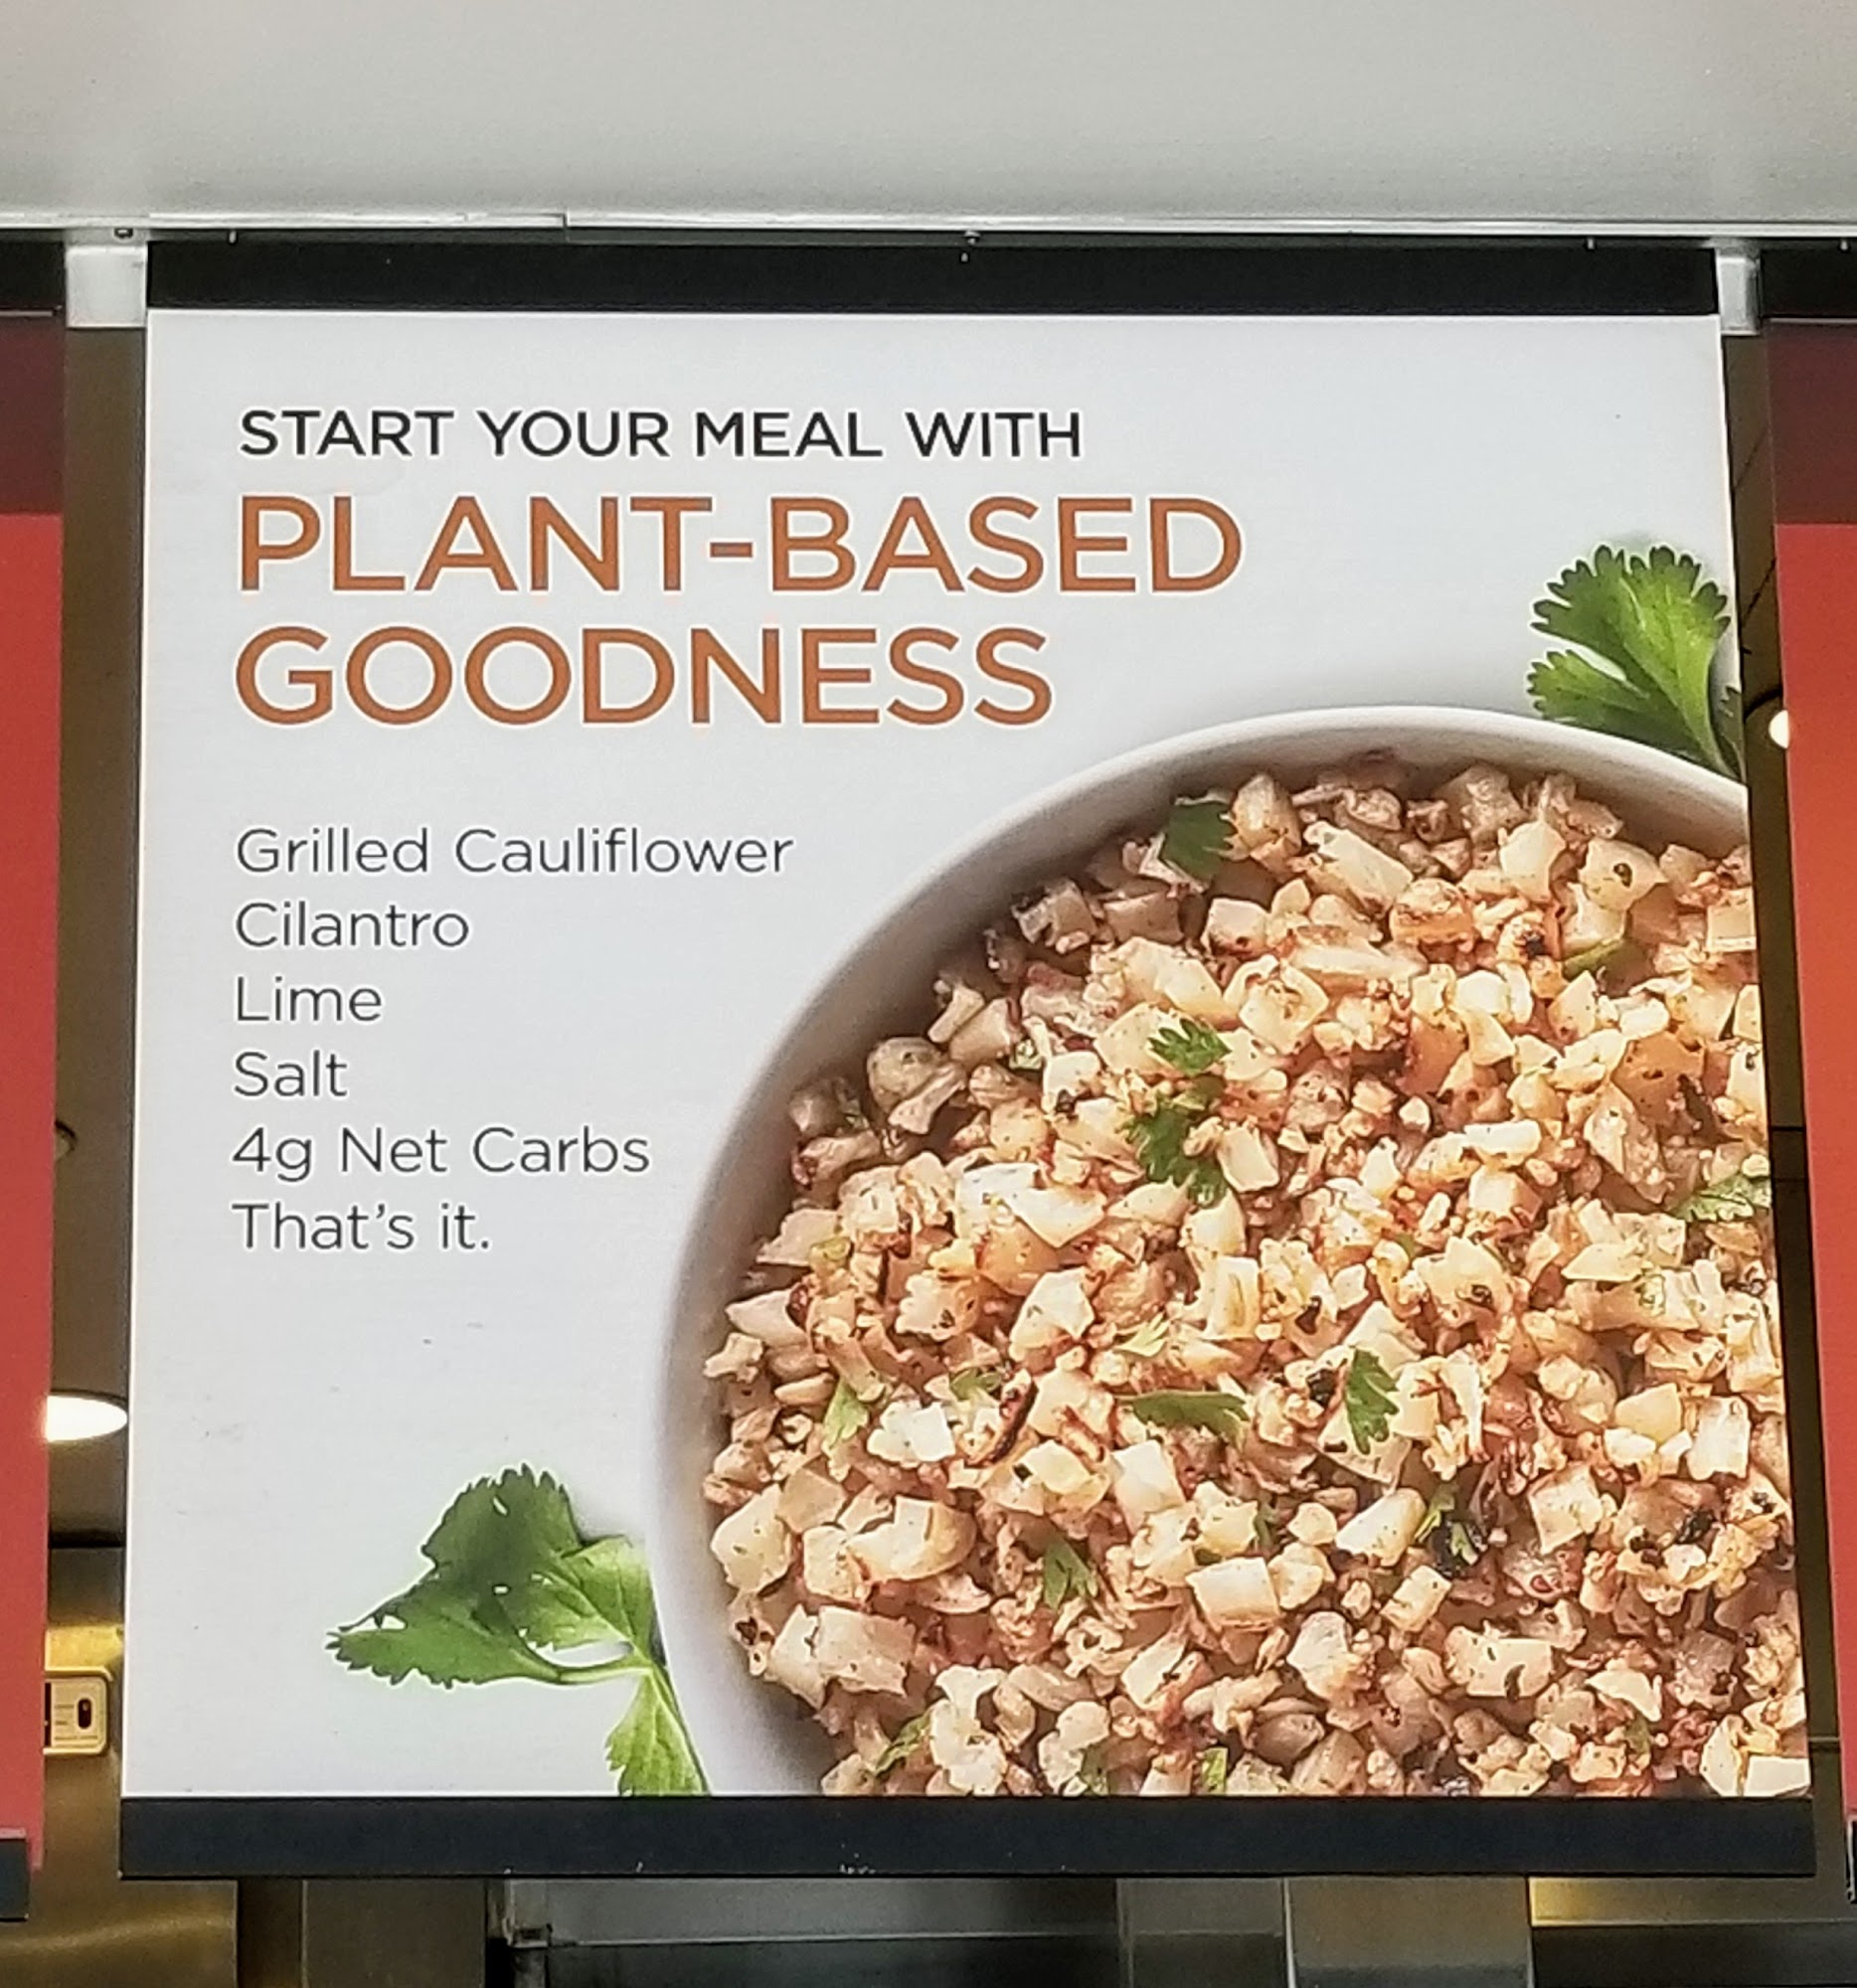 START YOUR MEAL WITH
PLANT-BASED
GOODNESS
Grilled Cauliflower
Cilantro
Lime
Salt
4g Net Carbs
That's it.